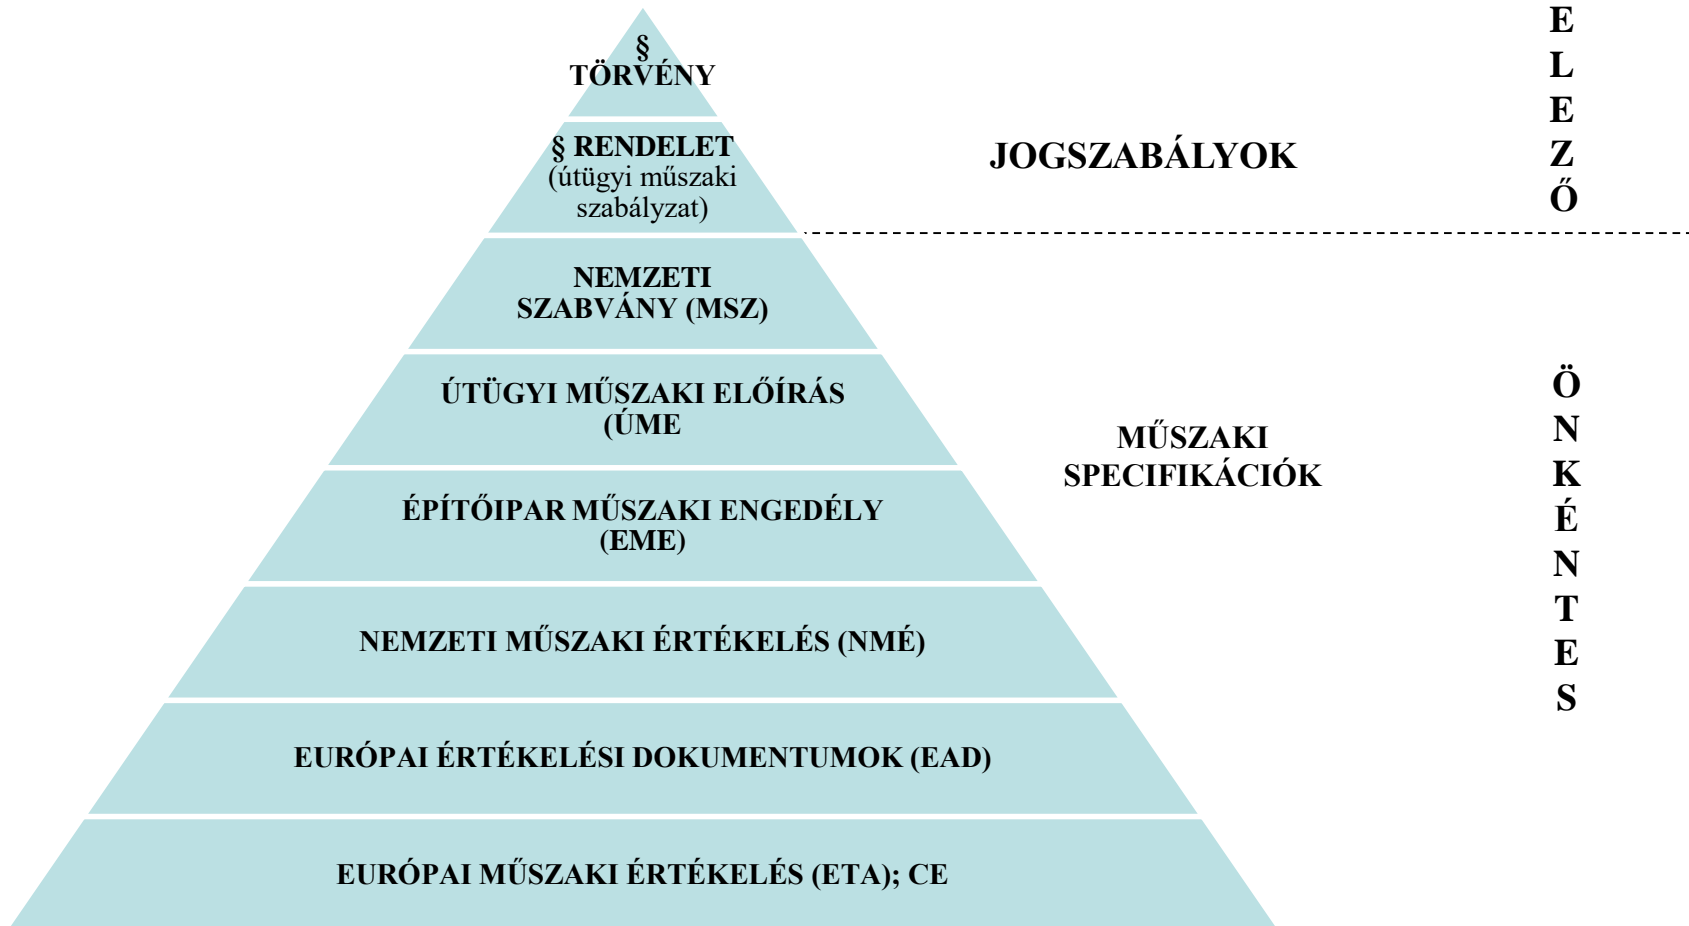 §
TÖRVÉNY
§ RENDELET
(útügyi műszaki
szabályzat)
JOGSZABÁLYOK
E
L
E
Z
Ő
NEMZETI
SZABVÁNY (MSZ)
ÚTÜGYI MŰSZAKI ELŐÍRÁS
(ÚME
ÉPÍTŐIPAR MŰSZAKI ENGEDÉLY
(EME)
NEMZETI MŰSZAKI ÉRTÉKELÉS (NMÉ)
EURÓPAI ÉRTÉKELÉSI DOKUMENTUMOK (EAD)
EURÓPAI MŰSZAKI ÉRTÉKELÉS (ETA); CE
MŰSZAKI
SPECIFIKÁCIÓK
Ö
N
K
É
N
T
E
S